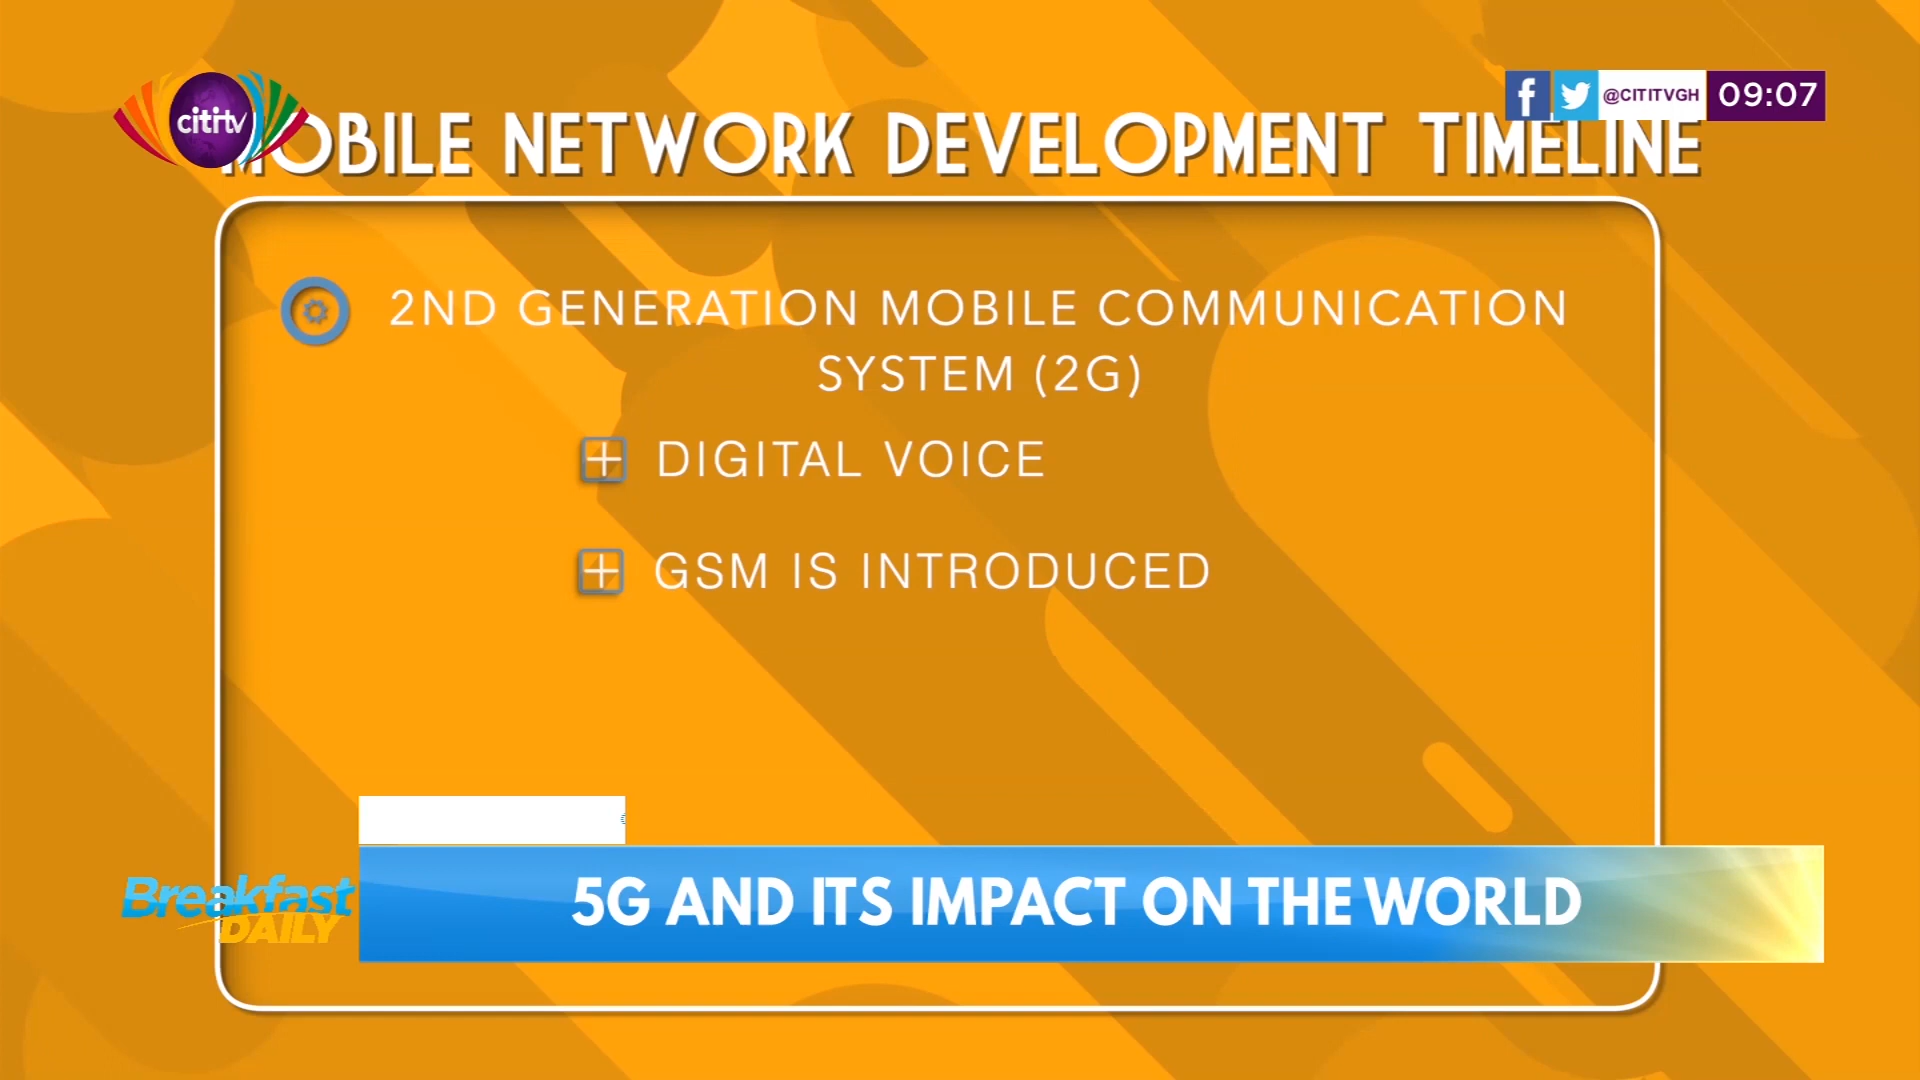 cititv
@CITITVGH 09:07
MOBILE NETWORK DEVELOPMENT TIMELINE
2ND GENERATION MOBILE COMMUNICATION
SYSTEM (2G)
DIGITAL VOICE
GSM IS INTRODUCED
Breakfast
DAILY
5G AND ITS IMPACT ON THE WORLD